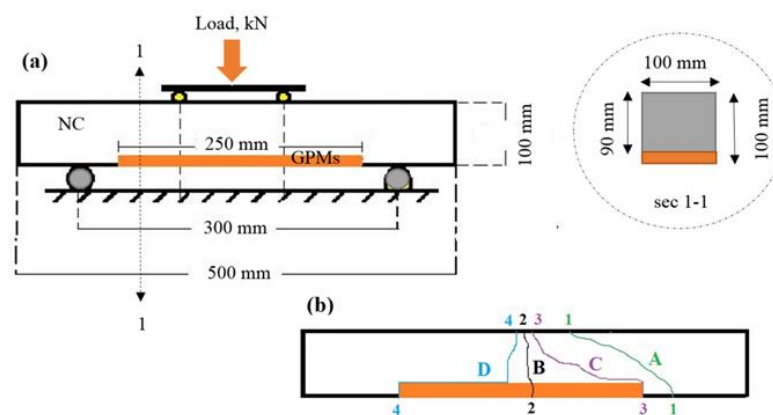 Load, kN
(a)
1
NC
250 mm
GPMs
100 mm
300 mm
500 mm
1
100 mm
90 mm
100 mm
sec 1-1
(b)
4 2 3 1
D B C A
4 2 3 1